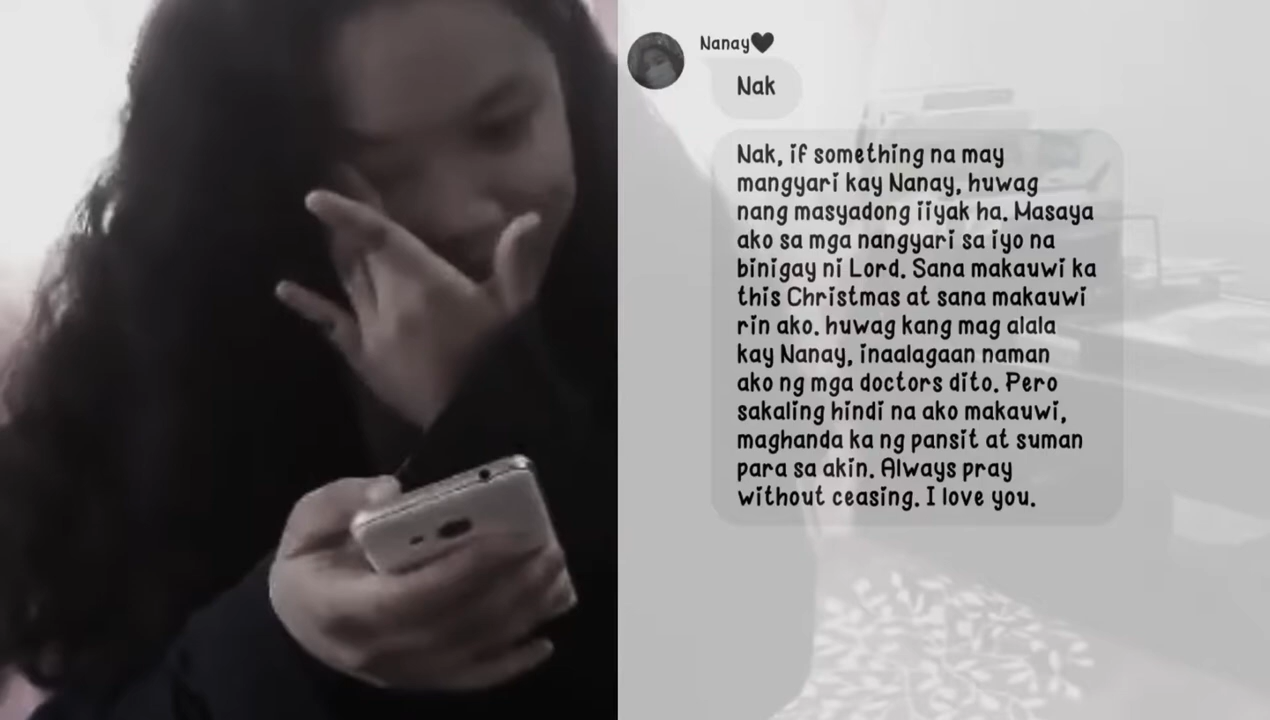 Nanay🖤
Nak
Nak, if something na may
mangyari kay Nanay, huwag
nang masyadong iiyak ha. Masaya
ako sa mga nangyari sa iyo na
binigay ni Lord. Sana makauwi ka
this Christmas at sana makauwi
rin ako. huwag kang mag alala
kay Nanay, inaalagaan naman
ako ng mga doctors dito. Pero
sakaling hindi na ako makauwi,
maghanda ka ng pansit at suman
para sa akin. Always pray
without ceasing. I love you.